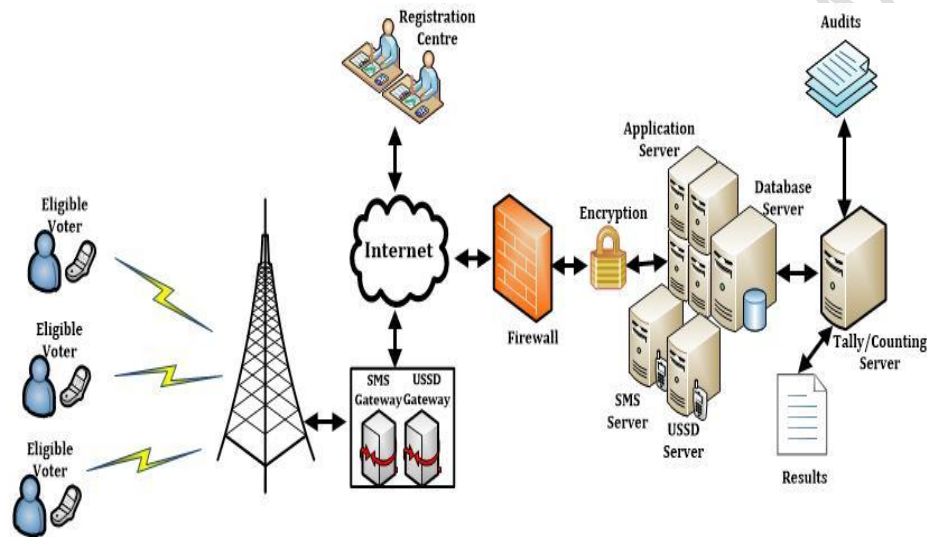 Registration
Centre
Audits
Application
Server
Database
Server
Eligible
Voter
Encryption
Internet
Eligible
Voter
Firewall
Tally/Counting
Server
SMS USSD
Gateway Gateway
SMS
Server
USSD
Server
Eligible
Voter
Results